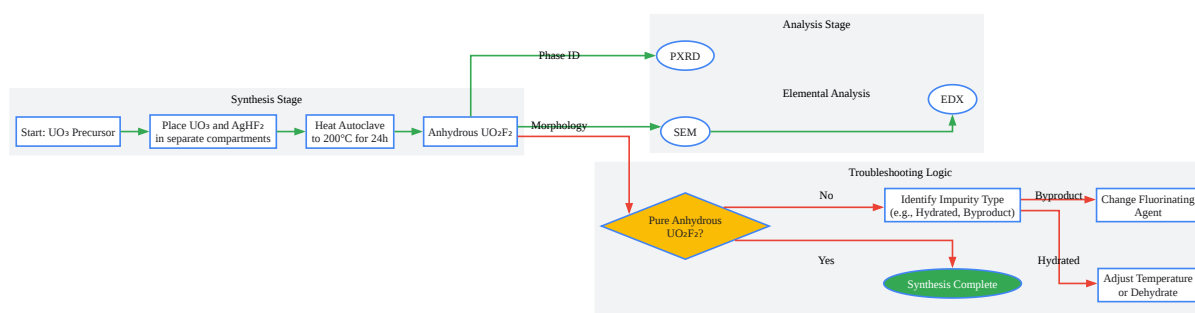 Analysis Stage
Phase ID
PXRD
Synthesis Stage
Elemental Analysis
EDX
Start: UO₃ Precursor
Place UO₃ and AgHF₂
in separate compartments
Heat Autoclave
to 200°C for 24h
Anhydrous UO₂F₂
Morphology
SEM
Troubleshooting Logic
Pure Anhydrous
UO₂F₂?
No
Identify Impurity Type
(e.g., Hydrated, Byproduct)
Byproduct
Change Fluorinating
Agent
Yes
Synthesis Complete
Hydrated
Adjust Temperature
or Dehydrate